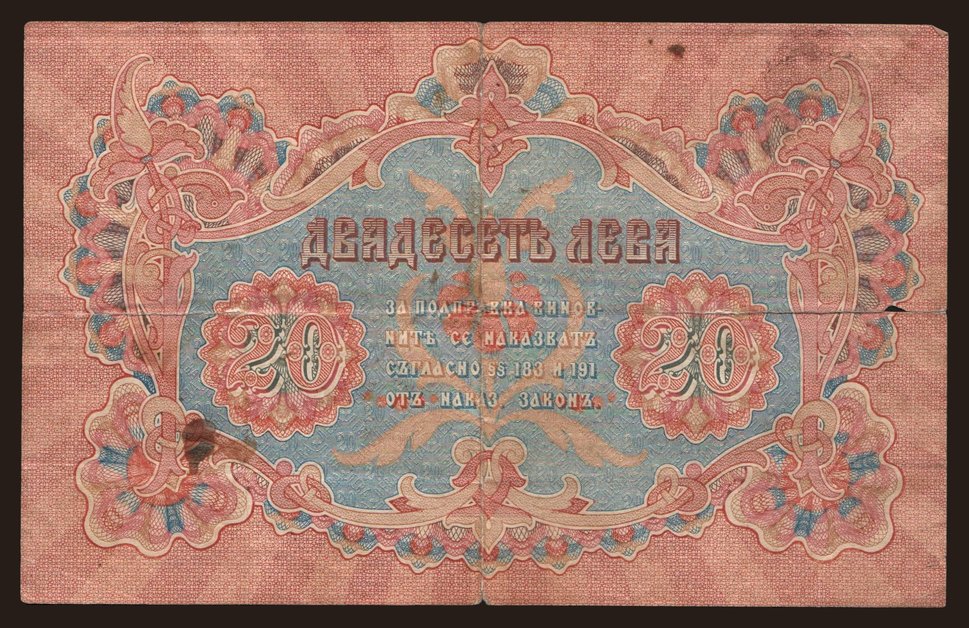 ДВАДЕСЕТЬ ЛЕВА
ЗА ПОДПРАВКА ВИНОВ-
НИТѢ СЕ НАКАЗВАТЪ
СЪГЛАСНО §§ 183 И 191
ОТЪ НАКАЗ. ЗАКОНЪ.
20 20